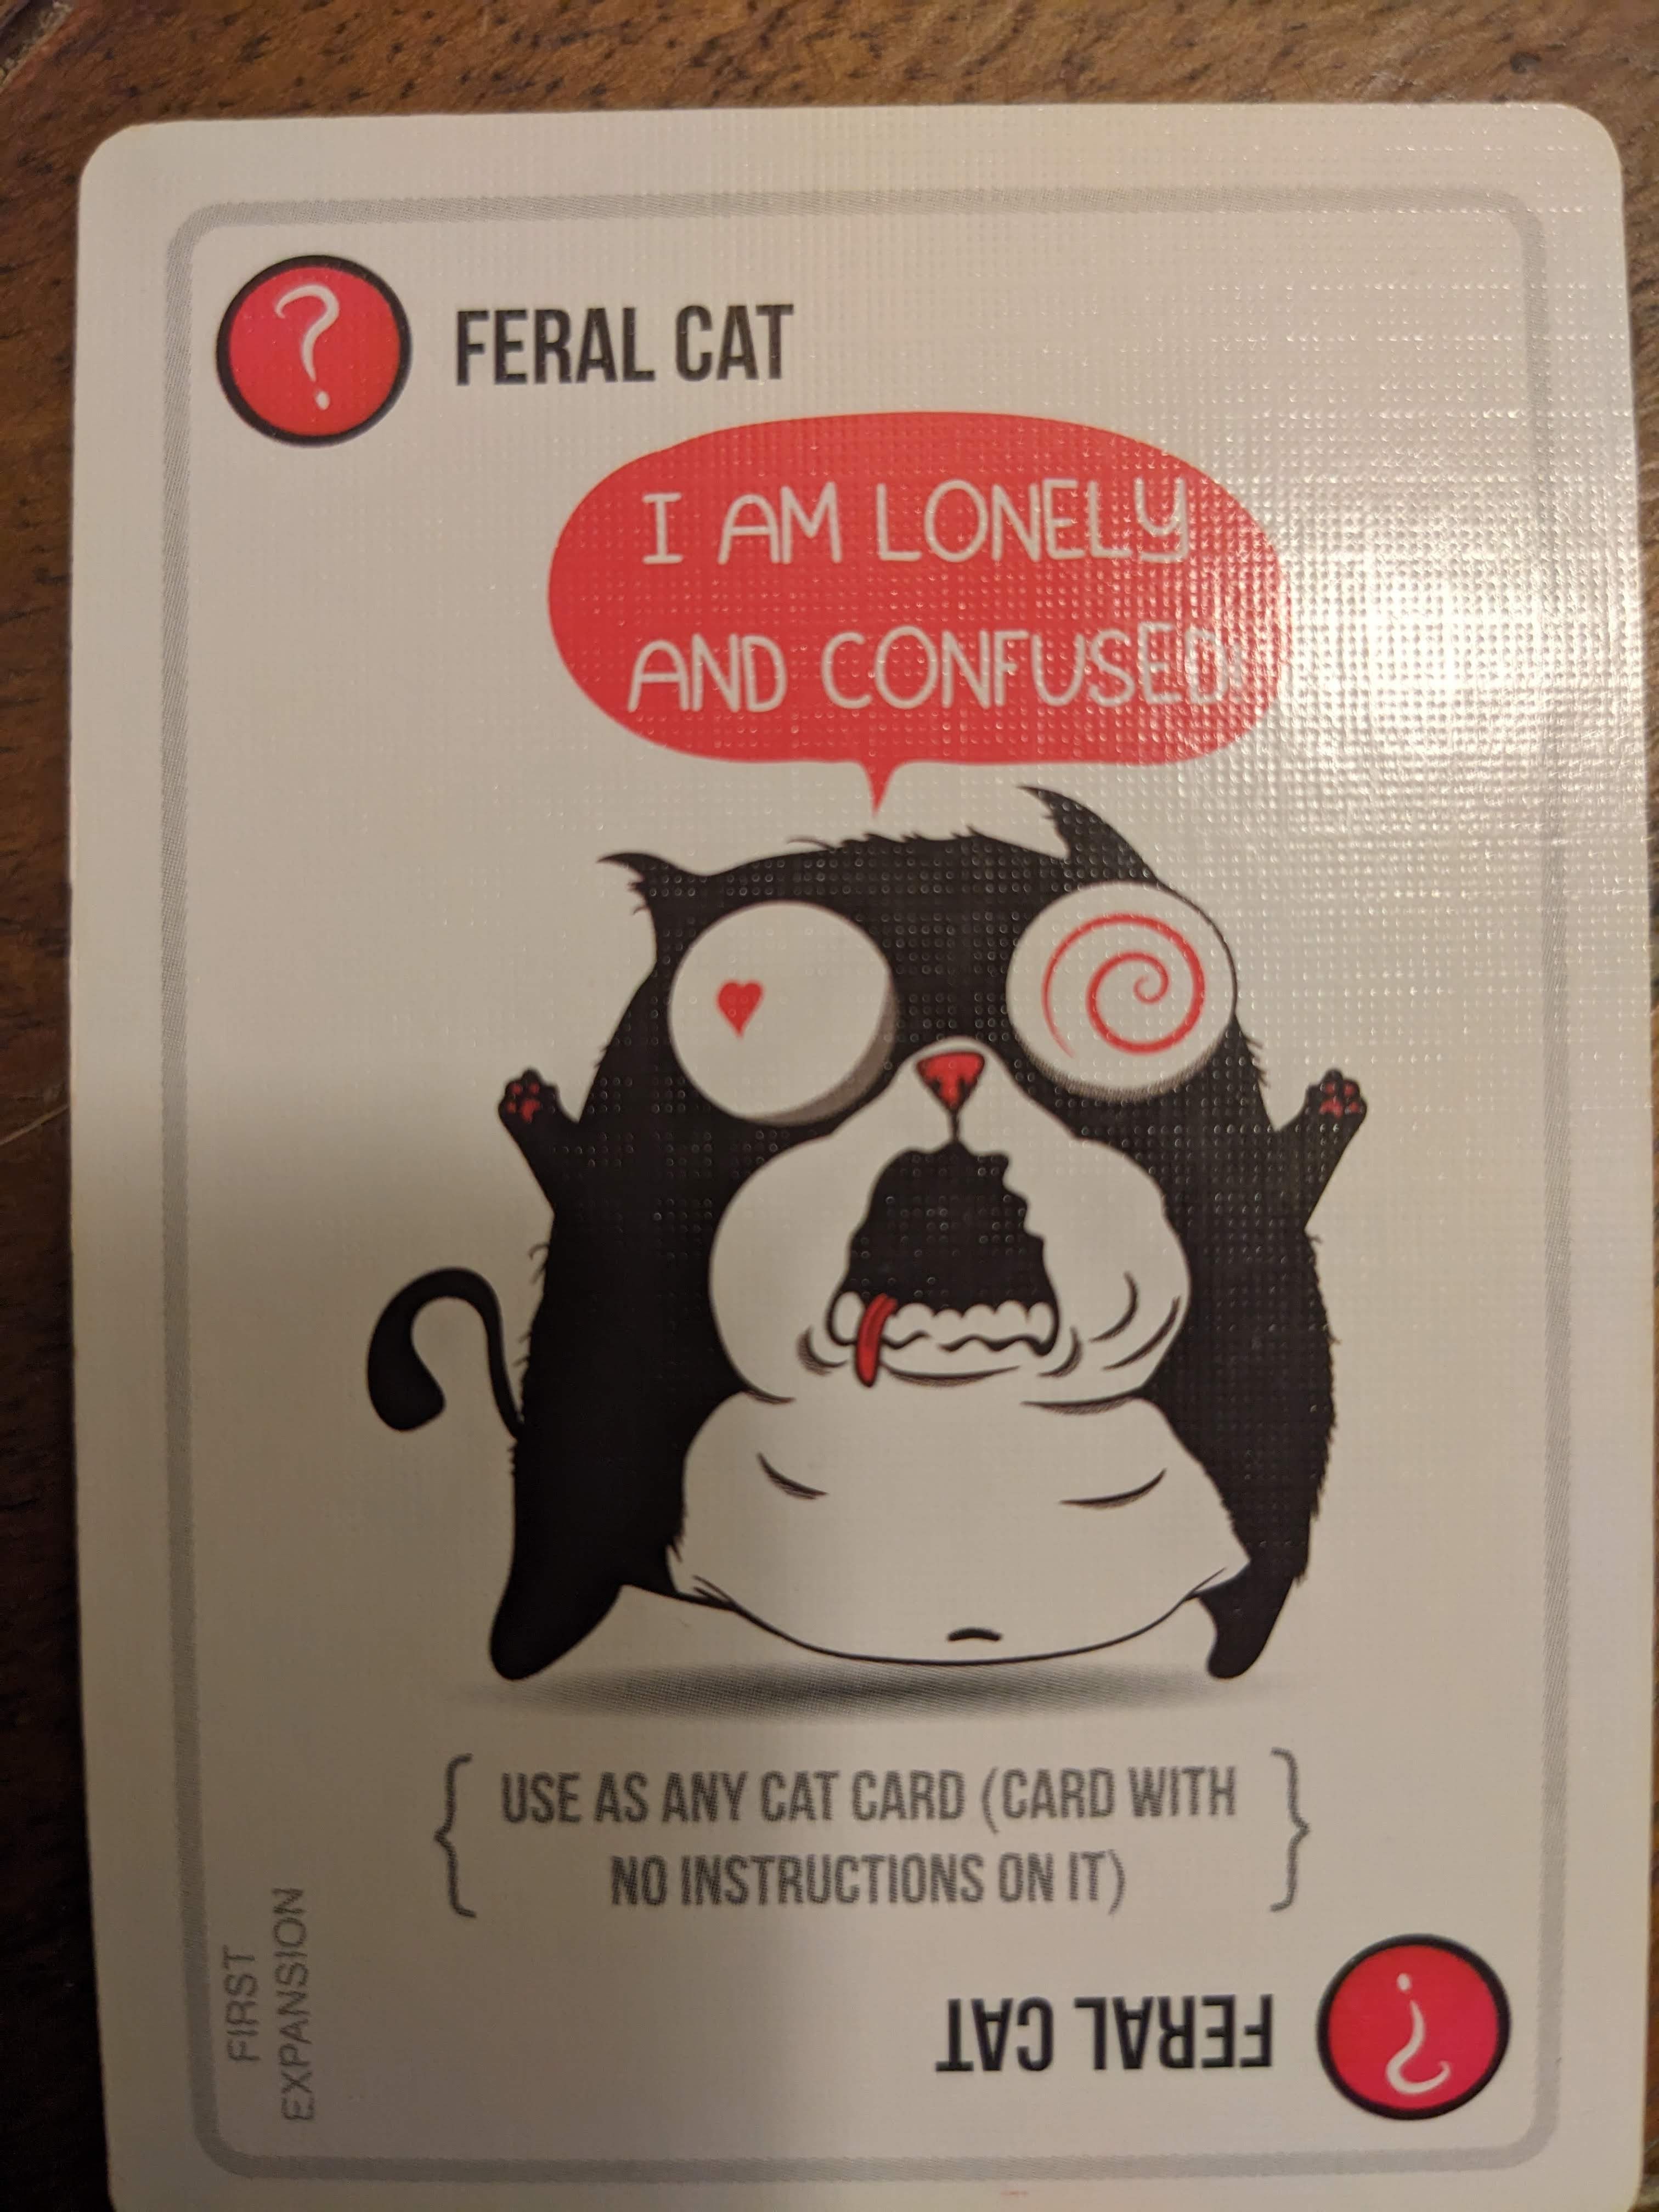 ?
FERAL CAT
I AM LONELY
AND CONFUSED!
USE AS ANY CAT CARD (CARD WITH
NO INSTRUCTIONS ON IT)
FIRST
EXPANSION
FERAL CAT
?